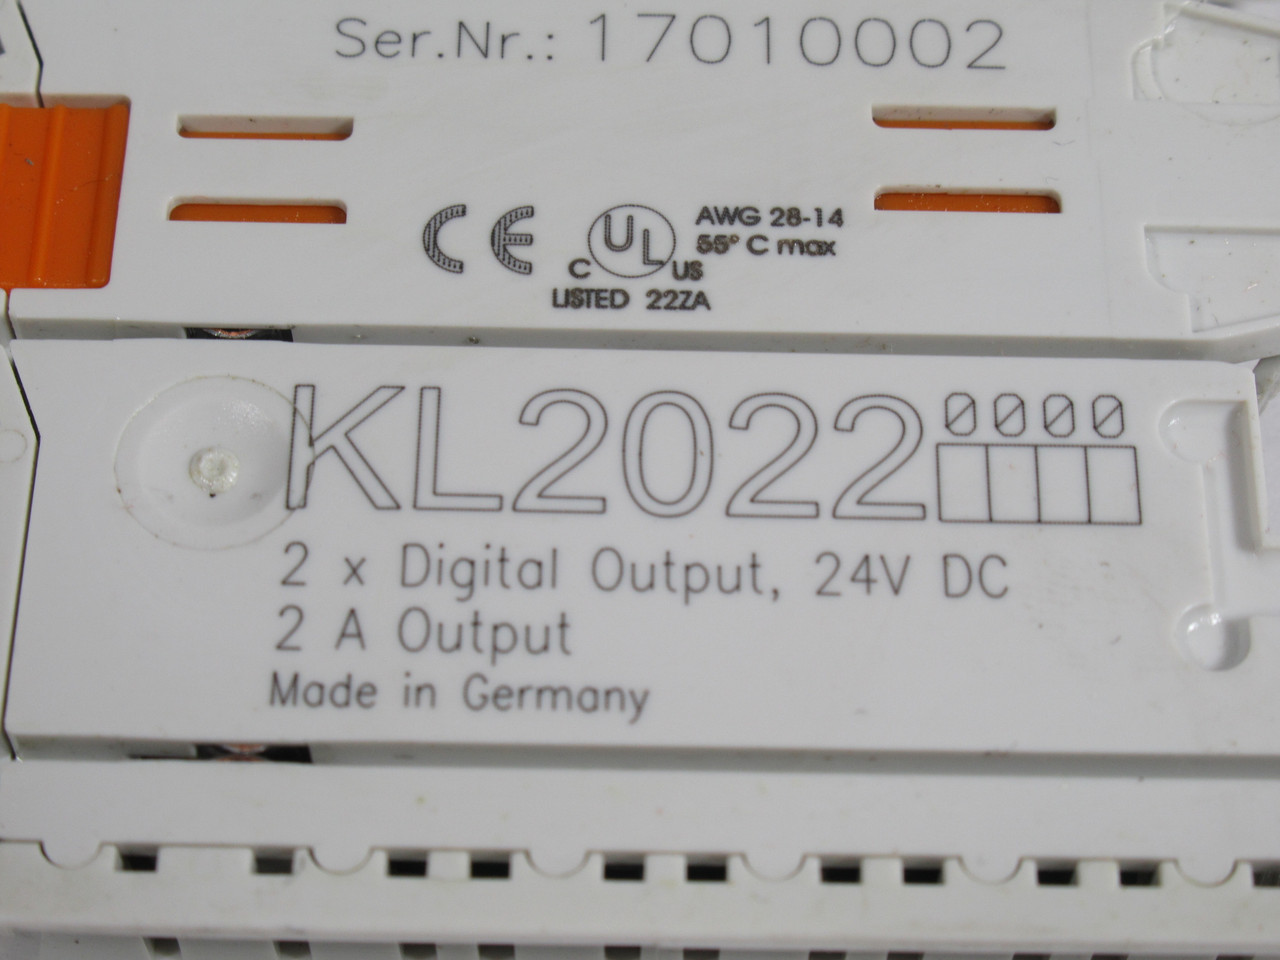 Ser.Nr.: 17010002
CE
C UL US
AWG 28-14
55° C max
LISTED 22ZA
KL2022
0000
2 x Digital Output, 24V DC
2 A Output
Made in Germany